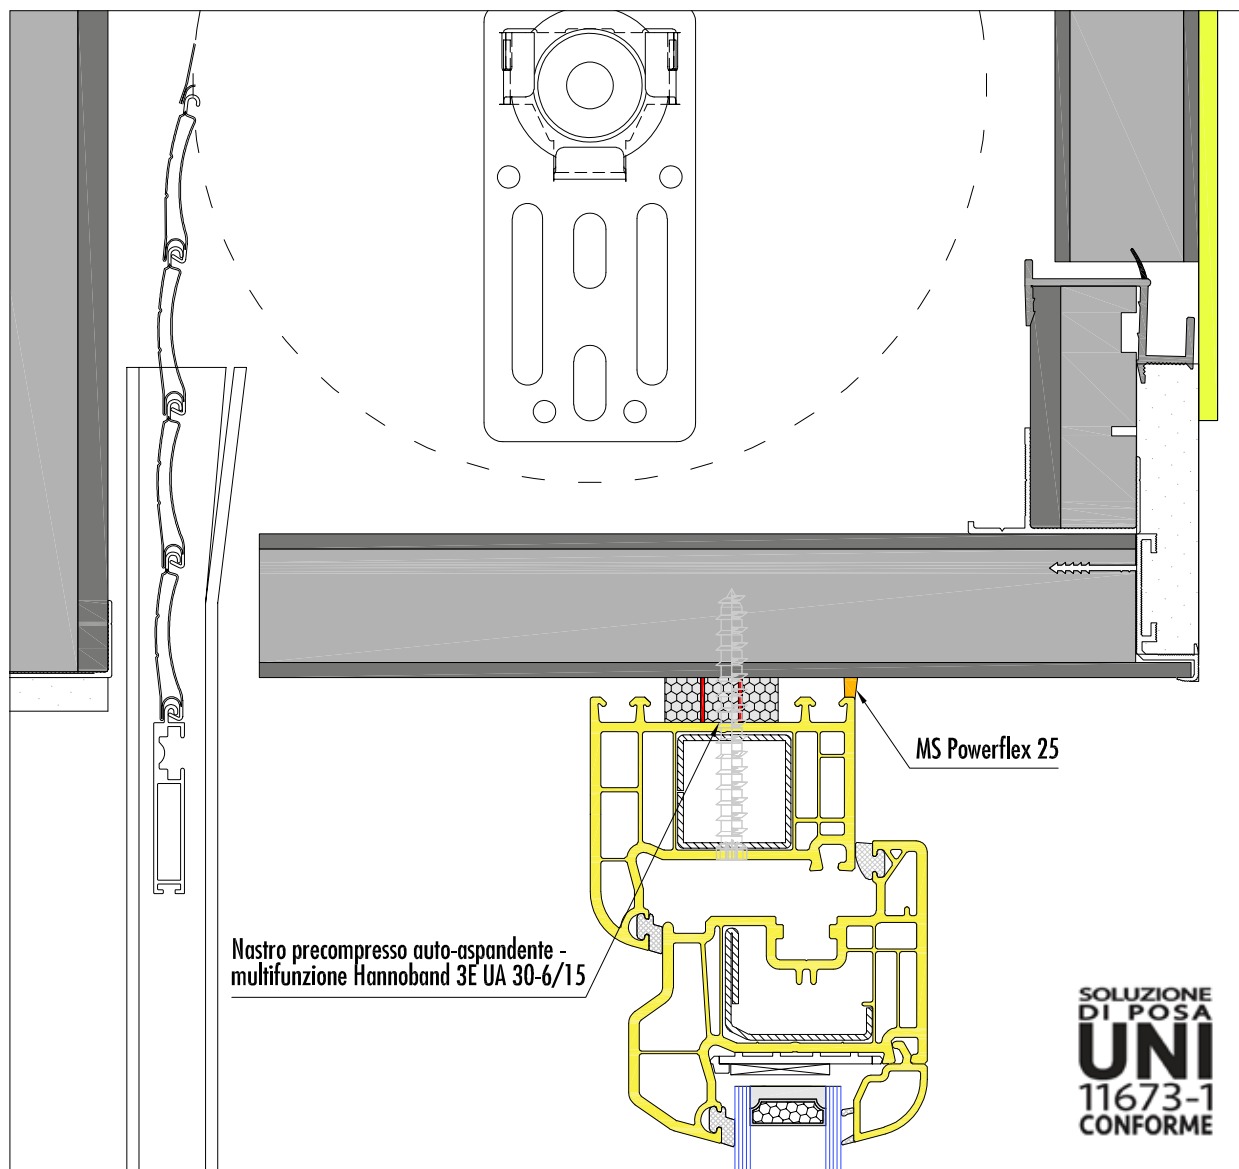 MS Powerflex 25
Nastro precompresso auto-aspandente -
multifunzione Hannoband 3E UA 30-6/15
SOLUZIONE
DI POSA
UNI
11673-1
CONFORME